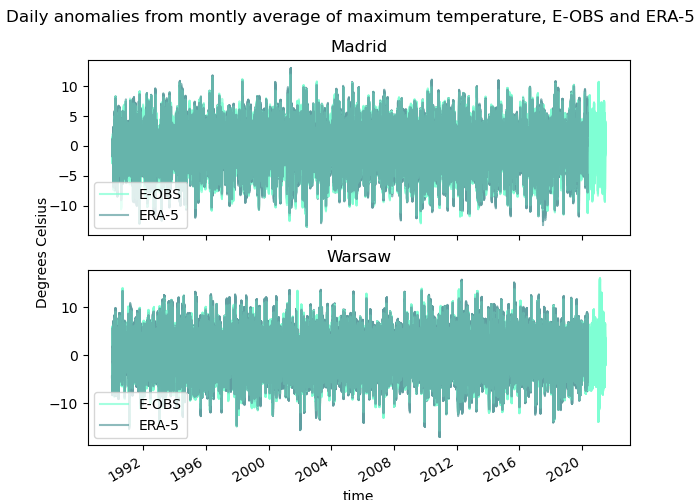 Daily anomalies from montly average of maximum temperature, E-OBS and ERA-5
Madrid
10
5
0
−5
−10
E-OBS
ERA-5
Degrees Celsius
Warsaw
10
0
−10
E-OBS
ERA-5
1992 1996 2000 2004 2008 2012 2016 2020
time